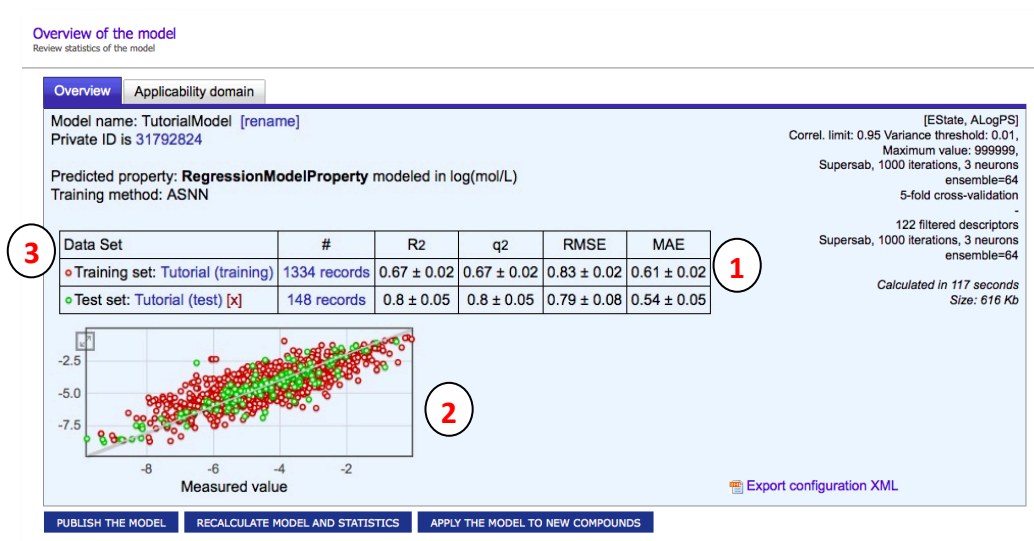 Overview of the model
Review statistics of the model
Overview
Applicability domain
Model name: TutorialModel [rename]
Private ID is 31792824
Predicted property: RegressionModelProperty modeled in log(mol/L)
Training method: ASNN
[EState, ALogPS]
Correl. limit: 0.95 Variance threshold: 0.01,
Maximum value: 999999,
Supersab, 1000 iterations, 3 neurons
ensemble=64
5-fold cross-validation
-
122 filtered descriptors
Supersab, 1000 iterations, 3 neurons
ensemble=64
Calculated in 117 seconds
Size: 616 Kb
3
Data Set # R2 q2 RMSE MAE
Training set: Tutorial (training) 1334 records 0.67 ± 0.02 0.67 ± 0.02 0.83 ± 0.02 0.61 ± 0.02
Test set: Tutorial (test) [x] 148 records 0.8 ± 0.05 0.8 ± 0.05 0.79 ± 0.08 0.54 ± 0.05
1
-2.5
-5.0
-7.5
-8 -6 -4 -2
Measured value
2
Export configuration XML
PUBLISH THE MODEL
RECALCULATE MODEL AND STATISTICS
APPLY THE MODEL TO NEW COMPOUNDS